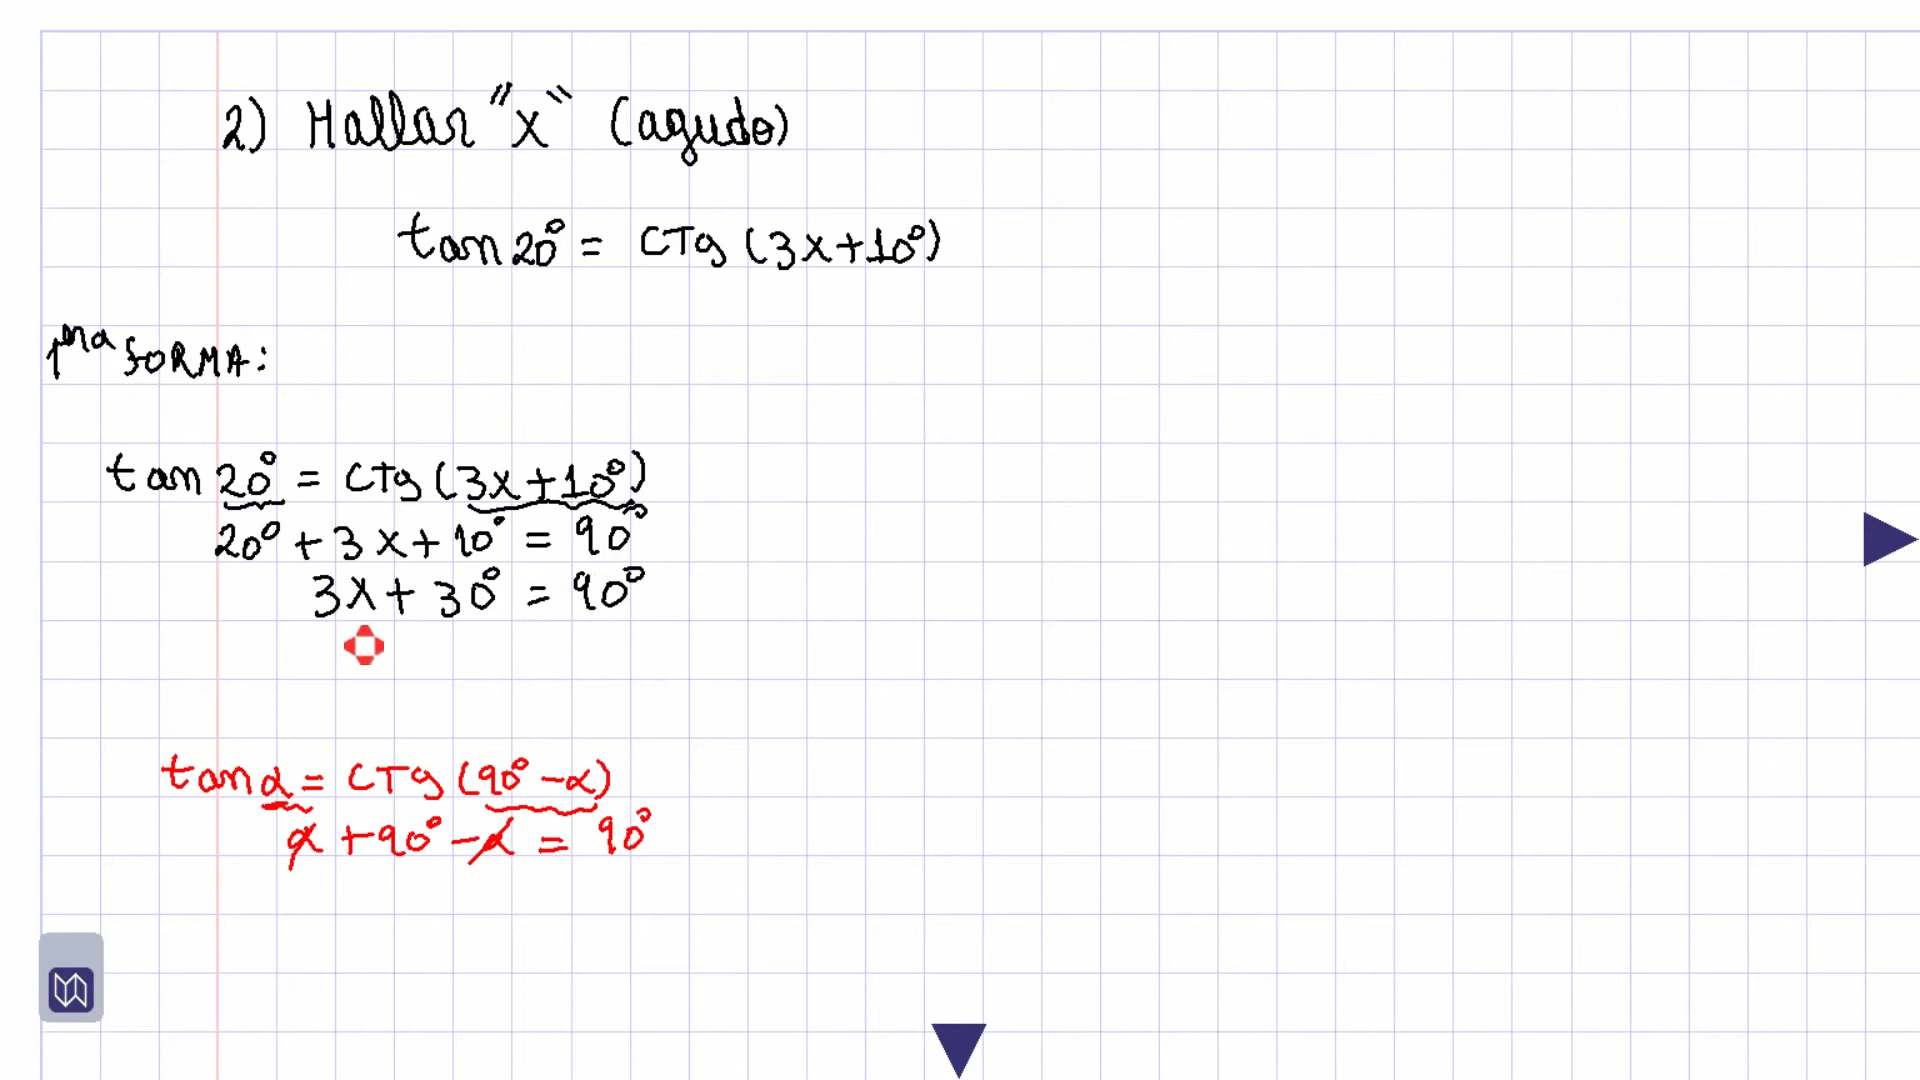 2) Hallar "x" (agudo)
tan 20° = CTg (3x+10°)
1ra FORMA:
tan 20° = CTg (3x+10°)
20° + 3x + 10° = 90°
3x + 30° = 90°
tan α = CTg (90° - α)
α + 90° - α = 90°